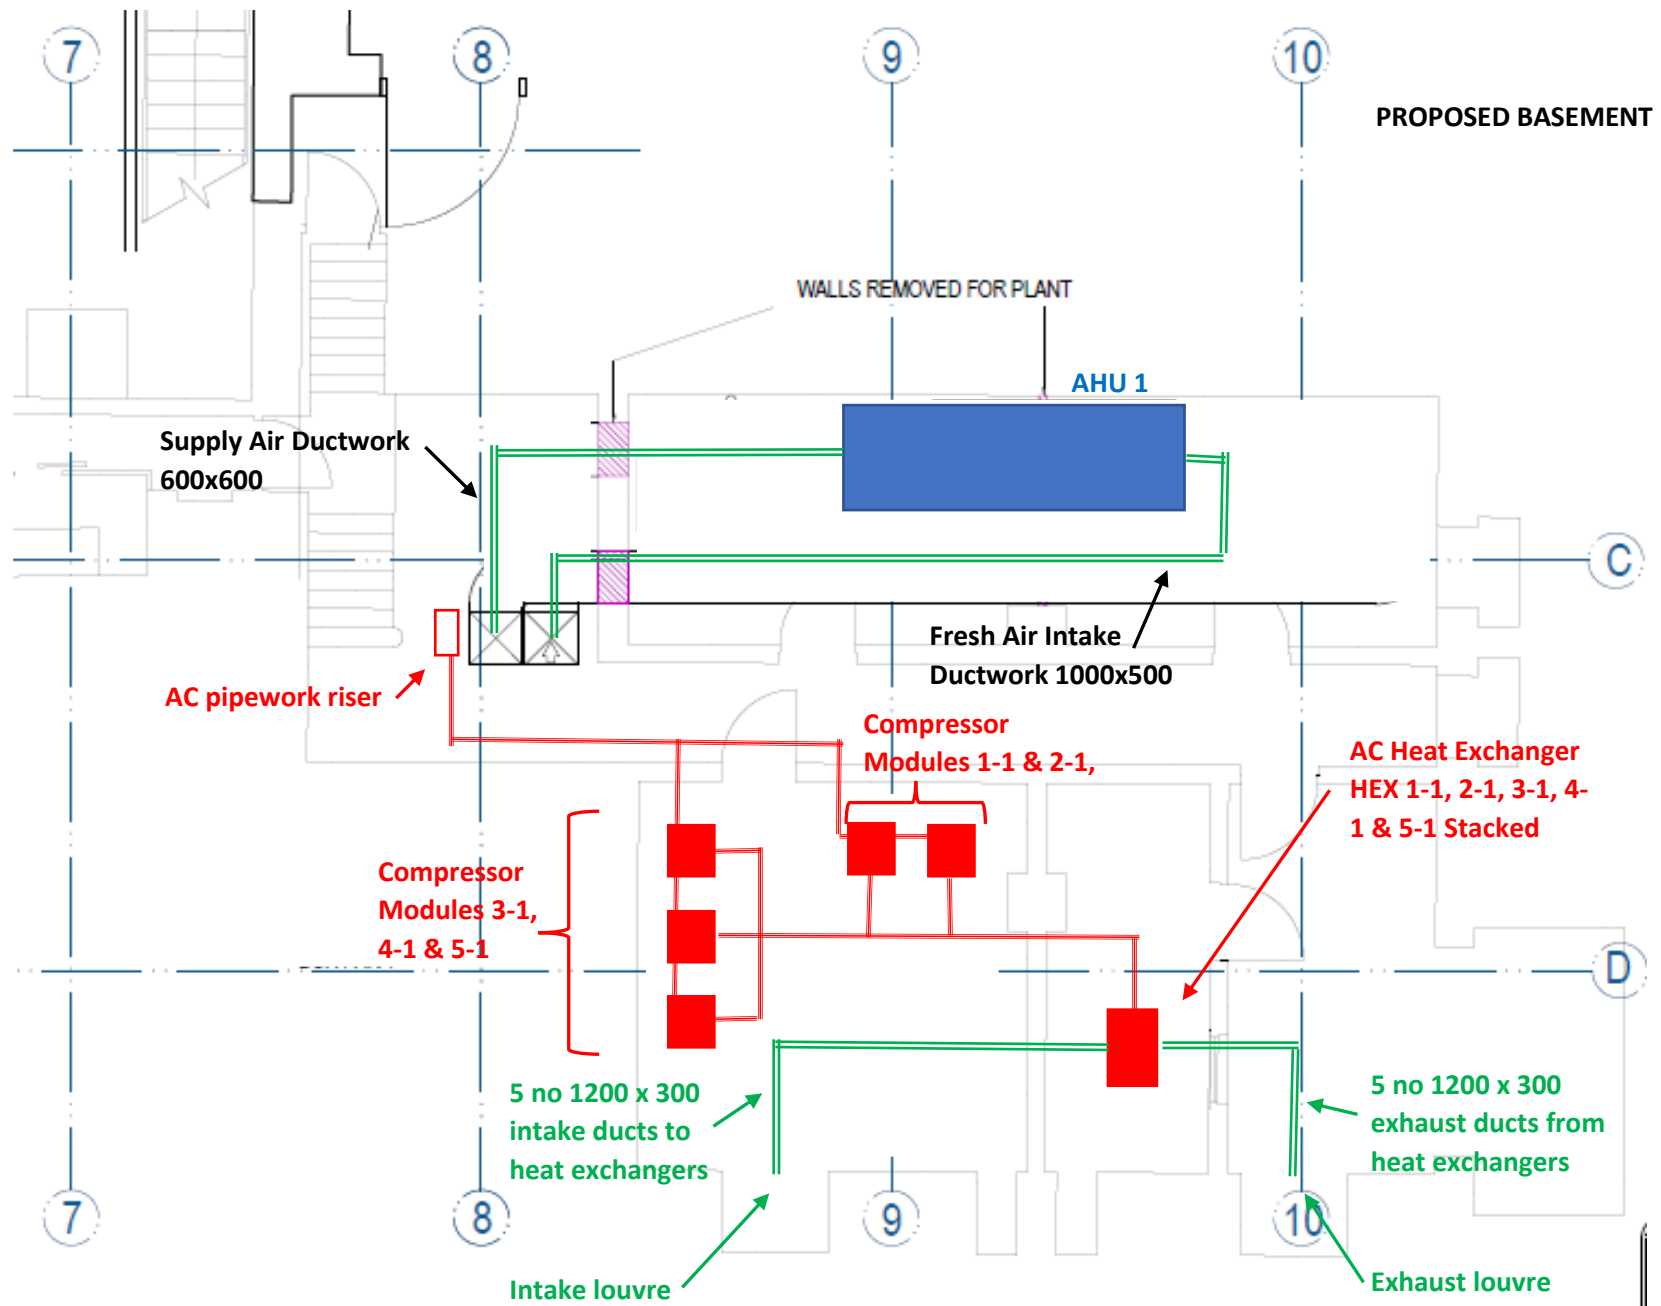 7
8
9
10
PROPOSED BASEMENT
WALLS REMOVED FOR PLANT
AHU 1
Supply Air Ductwork
600x600
C
Fresh Air Intake
Ductwork 1000x500
AC pipework riser
Compressor
Modules 1-1 & 2-1,
AC Heat Exchanger
HEX 1-1, 2-1, 3-1, 4-
1 & 5-1 Stacked
Compressor
Modules 3-1,
4-1 & 5-1
D
5 no 1200 x 300
intake ducts to
heat exchangers
5 no 1200 x 300
exhaust ducts from
heat exchangers
7
8
9
10
Intake louvre
Exhaust louvre